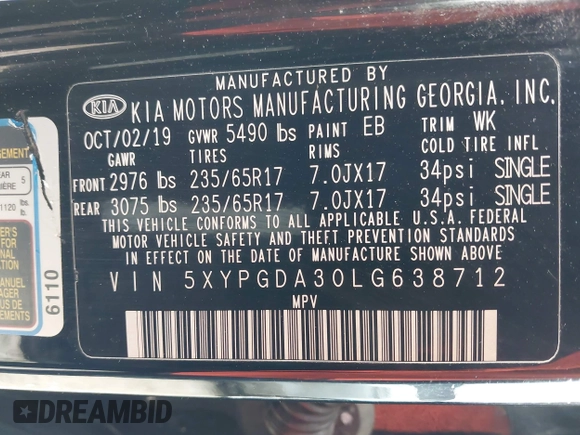 MANUFACTURED BY
KIA KIA MOTORS MANUFACTURING GEORGIA, INC.
OCT/02/19 GVWR 5490 lbs PAINT EB TRIM WK
GAWR TIRES RIMS COLD TIRE INFL
FRONT 2976 lbs 235/65R17 7.0JX17 34psi SINGLE
REAR 3075 lbs 235/65R17 7.0JX17 34psi SINGLE
THIS VEHICLE CONFORMS TO ALL APPLICABLE U.S.A. FEDERAL
MOTOR VEHICLE SAFETY AND THEFT PREVENTION STANDARDS
IN EFFECT ON THE DATE OF MANUFACTURE SHOWN ABOVE.
VIN 5XYPGDA30LG638712
MPV
5
1120 lbs
6110
DREAMBID